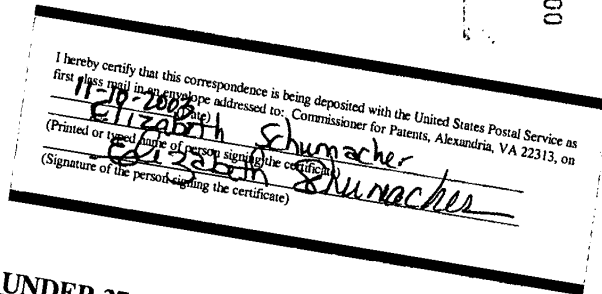 00
I hereby certify that this correspondence is being deposited with the United States Postal Service as
first class mail in an envelope addressed to: Commissioner for Patents, Alexandria, VA 22313, on
11-10-2003
(Date)
Elizabeth Schumacher
(Printed or typed name of person signing the certificate)
Elizabeth Schumacher
(Signature of the person signing the certificate)
UNDER